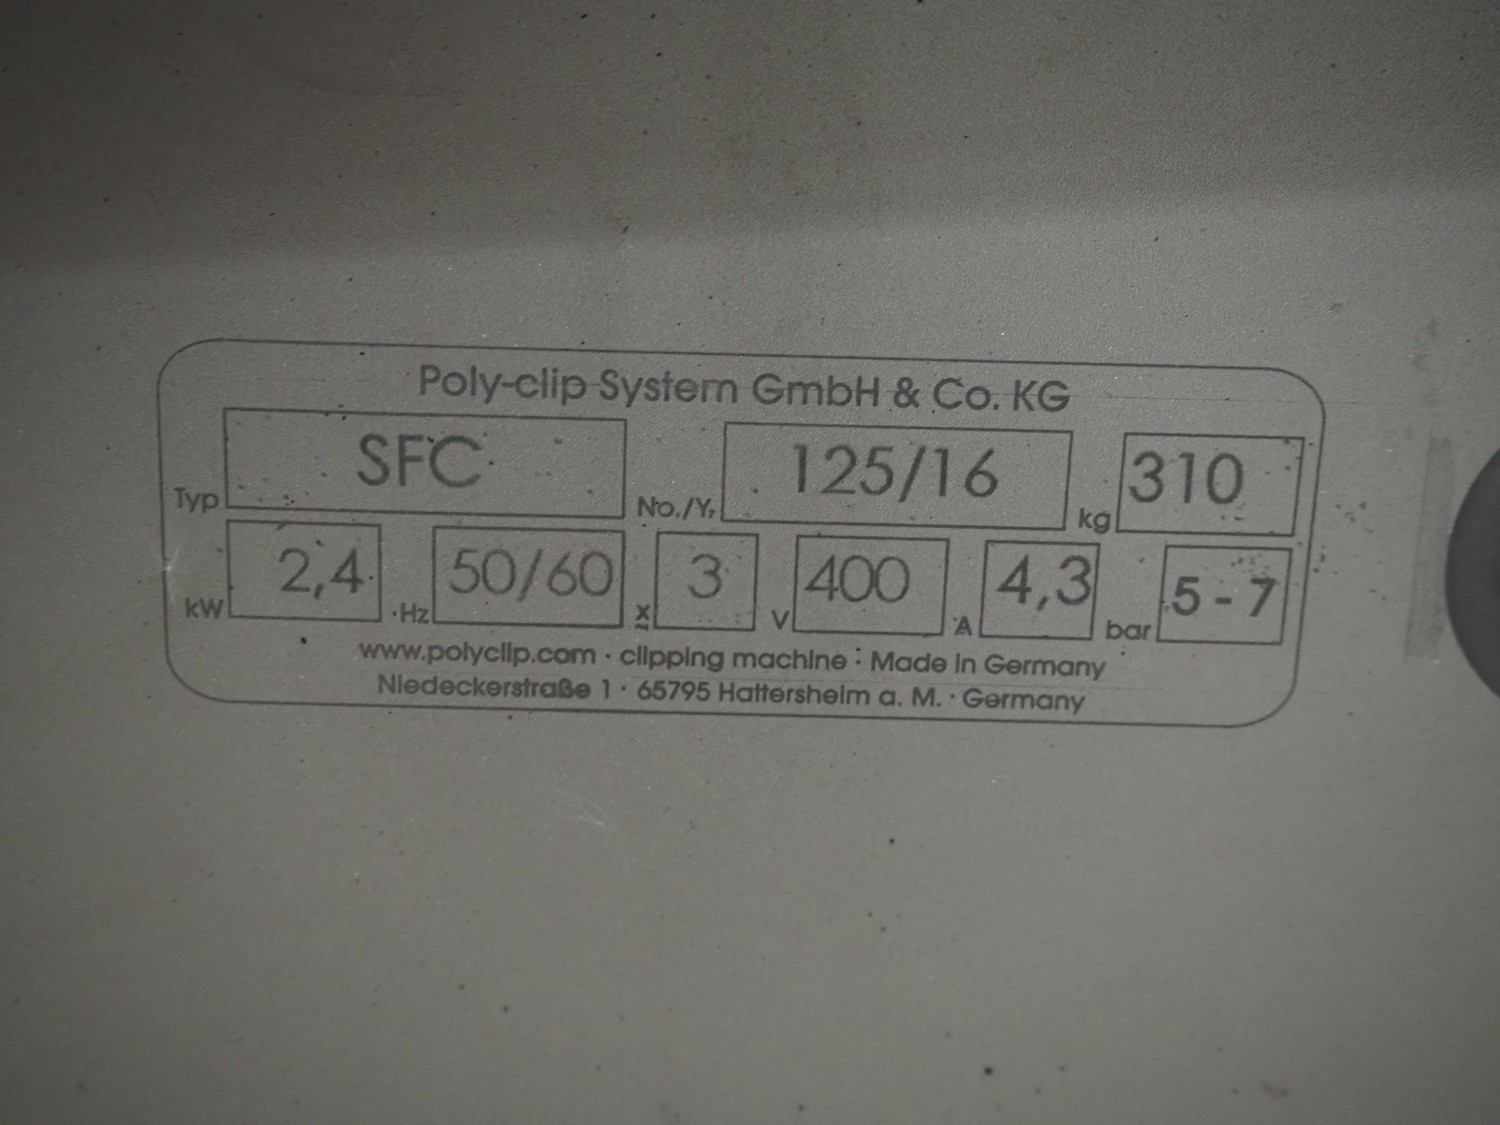 Poly-clip System GmbH & Co. KG
Typ SFC No./Yr. 125/16 kg 310
kW 2,4 Hz 50/60 x 3 V 400 A 4,3 bar 5 - 7
www.polyclip.com · clipping machine · Made in Germany
Niedeckerstraße 1 · 65795 Hattersheim a. M. · Germany